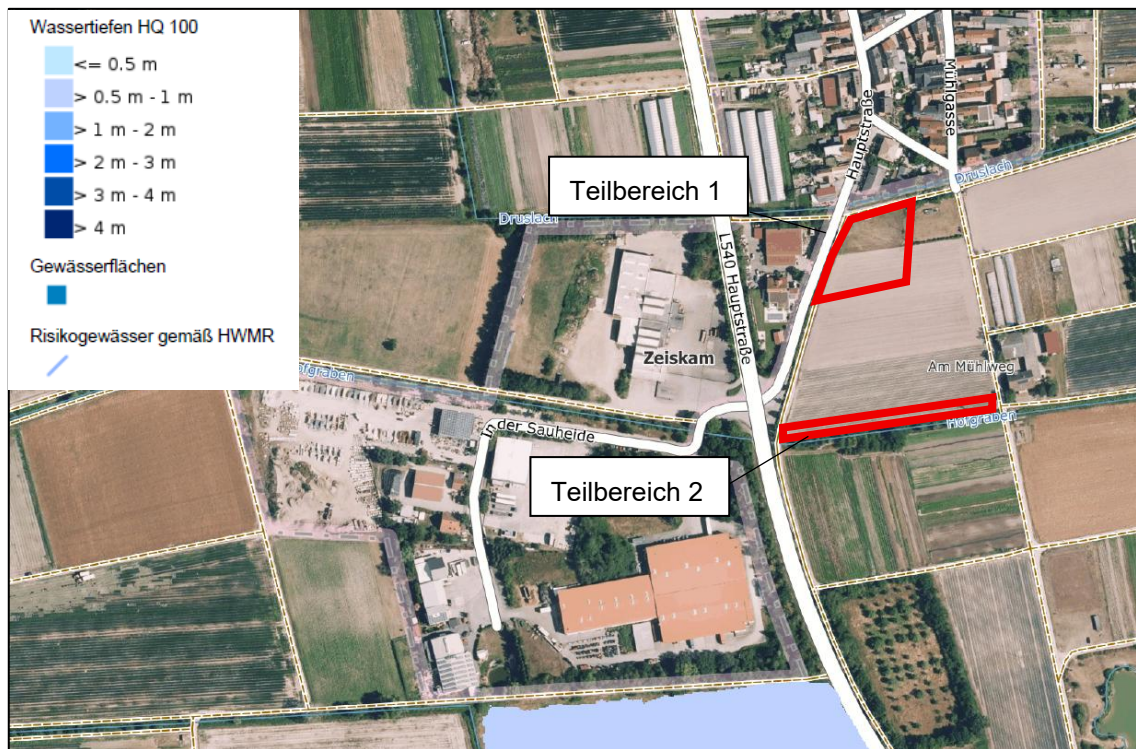 Wassertiefen HQ 100
<= 0.5 m
> 0.5 m - 1 m
> 1 m - 2 m
> 2 m - 3 m
> 3 m - 4 m
> 4 m
Gewässerflächen
Risikogewässer gemäß HWMR
Mühlgasse
Hauptstraße
Druslach
Teilbereich 1
Druslach
L540 Hauptstraße
Zeiskam
Am Mühlweg
Hofgraben
In der Sauheide
Teilbereich 2